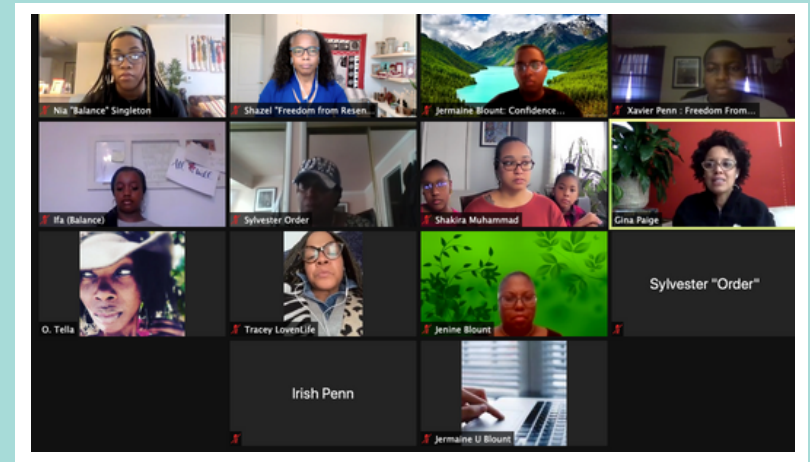 Nia "Balance" Singleton
Shazel "Freedom from Resen...
Jermaine Blount: Confidence...
Xavier Penn : Freedom From...
Ifa (Balance)
Sylvester Order
Shakira Muhammad
Gina Paige
O. Tella
Tracey LovenLife
Jenine Blount
Sylvester "Order"
Irish Penn
Jermaine U Blount